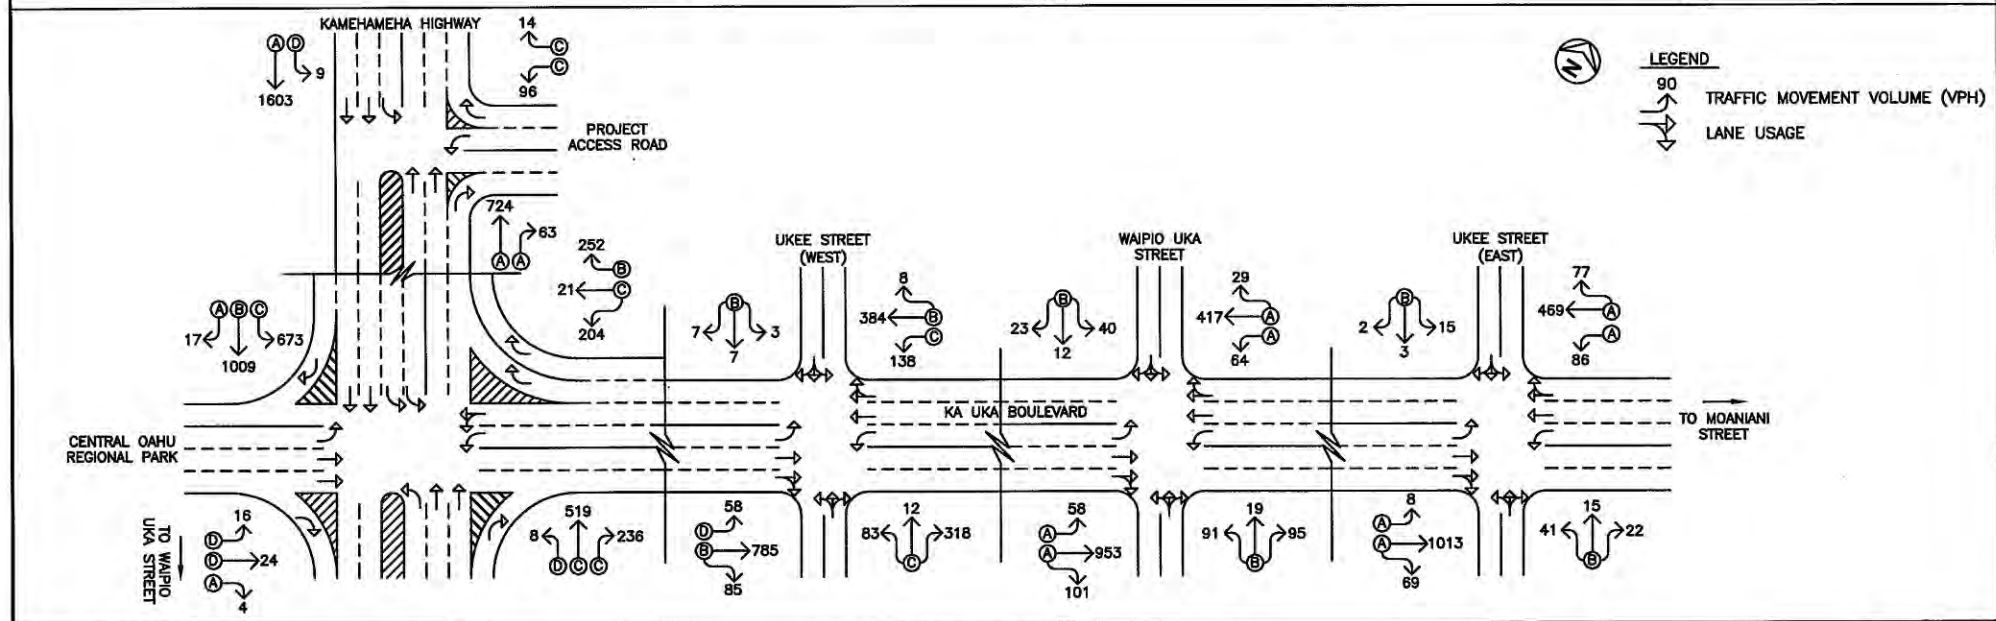 KAMEHAMEHA HIGHWAY
A D
9
1603
14
C
C
96
N
LEGEND
90
TRAFFIC MOVEMENT VOLUME (VPH)
LANE USAGE
PROJECT
ACCESS ROAD
724
63
A A
252
B
21
C
204
A B C
17
673
1009
UKEE STREET
(WEST)
B
7
3
7
8
384
B
C
138
WAIPIO UKA
STREET
B
23
40
12
29
417
A
A
64
UKEE STREET
(EAST)
B
2
15
3
77
469
A
A
86
KA UKA BOULEVARD
TO MOANIANI
STREET
CENTRAL OAHU
REGIONAL PARK
TO WAIPIO
UKA STREET
16
D
D
24
A
4
519
8
236
D C C
58
D
B
785
85
12
83
318
C
58
A
A
953
101
19
91
95
B
8
A
A
1013
69
15
41
22
B